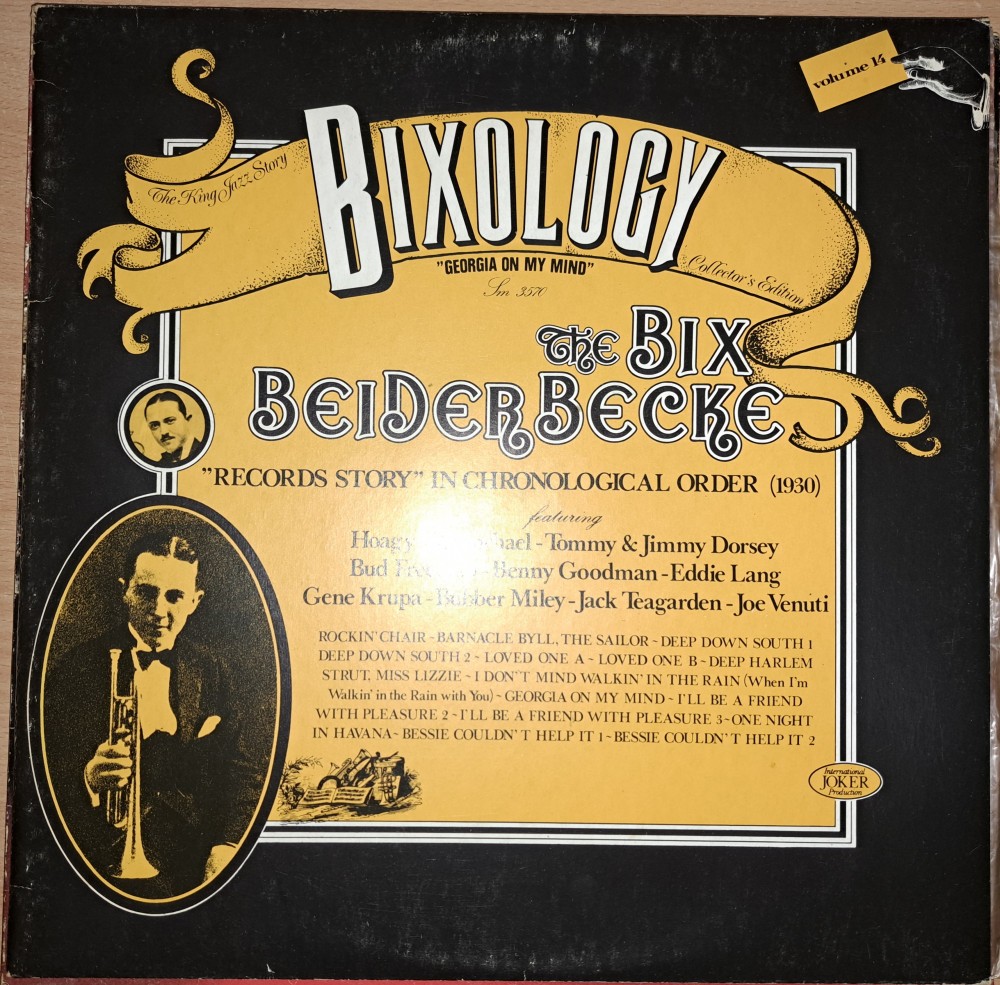 volume 14
The King Jazz Story
BIXOLOGY
"GEORGIA ON MY MIND"
Collector's Edition
Sm 3570
THE BIX
BEIDERBECKE
"RECORDS STORY" IN CHRONOLOGICAL ORDER (1930)
featuring
Hoagy - Tommy & Jimmy Dorsey
Bud - Benny Goodman - Eddie Lang
Gene Krupa - Bubber Miley - Jack Teagarden - Joe Venuti
ROCKIN' CHAIR ~ BARNACLE BYLL, THE SAILOR ~ DEEP DOWN SOUTH 1
DEEP DOWN SOUTH 2 ~ LOVED ONE A ~ LOVED ONE B ~ DEEP HARLEM
STRUT, MISS LIZZIE ~ I DON'T MIND WALKIN' IN THE RAIN (When I'm
Walkin' in the Rain with You) ~ GEORGIA ON MY MIND ~ I'LL BE A FRIEND
WITH PLEASURE 2 ~ I'LL BE A FRIEND WITH PLEASURE 3 ~ ONE NIGHT
IN HAVANA ~ BESSIE COULDN'T HELP IT 1 ~ BESSIE COULDN'T HELP IT 2
International
JOKER
Production